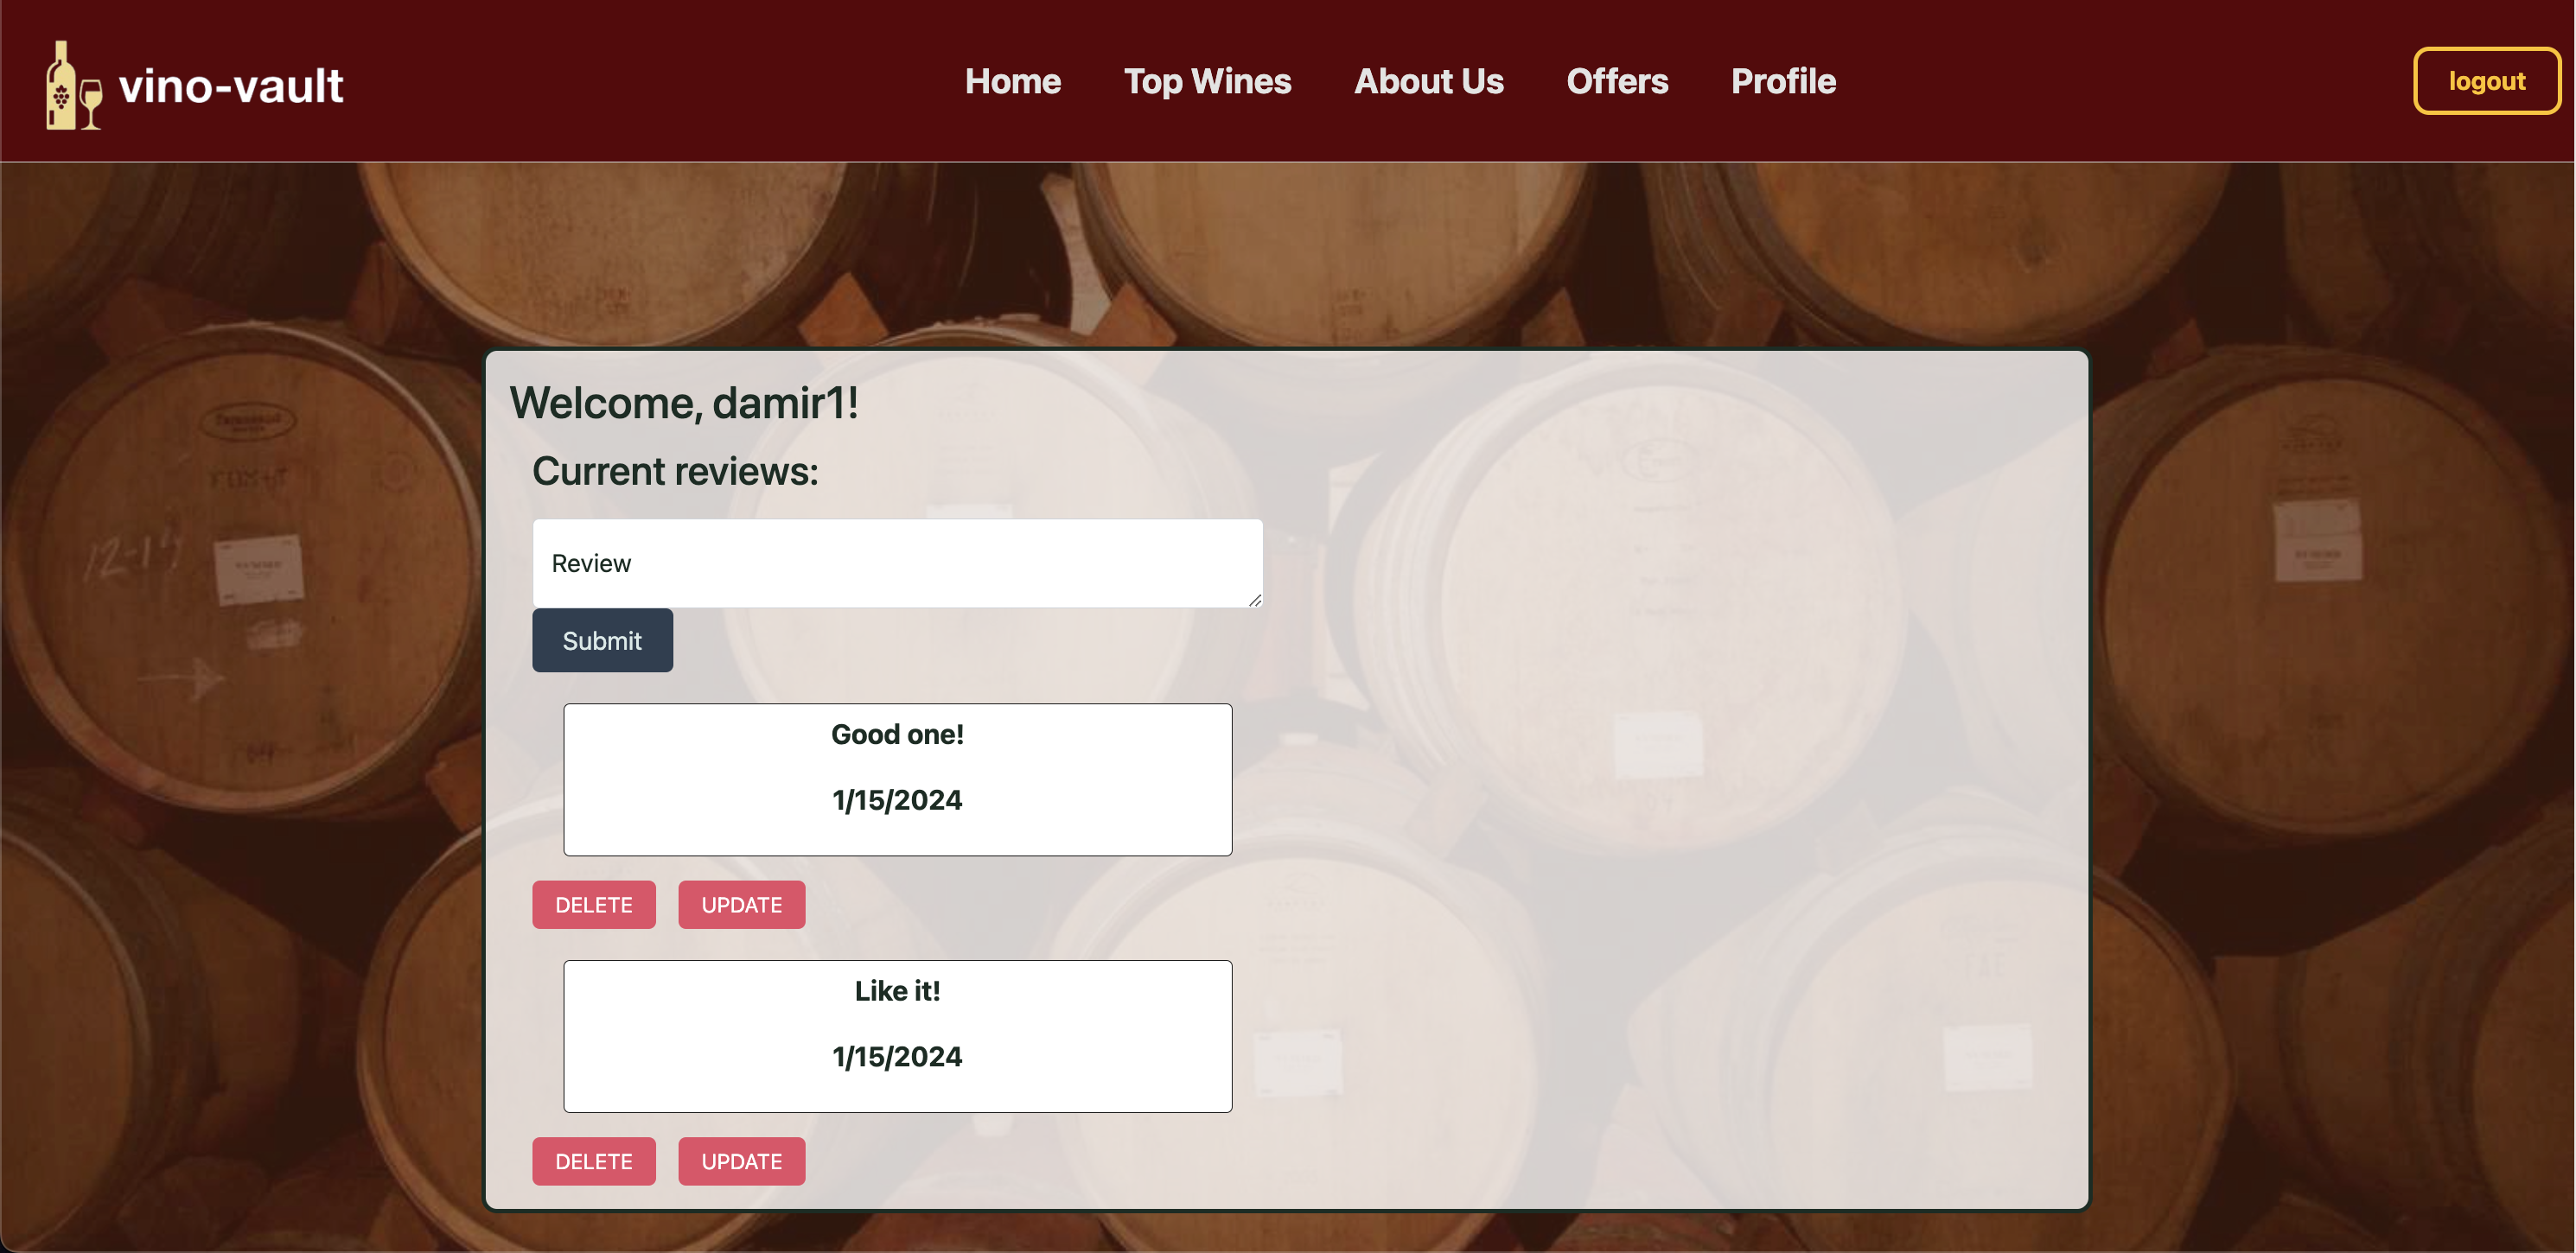 vino-vault
Home Top Wines About Us Offers Profile
logout
Welcome, damir1!
Current reviews:
Review
Submit
Good one!
1/15/2024
DELETE UPDATE
Like it!
1/15/2024
DELETE UPDATE